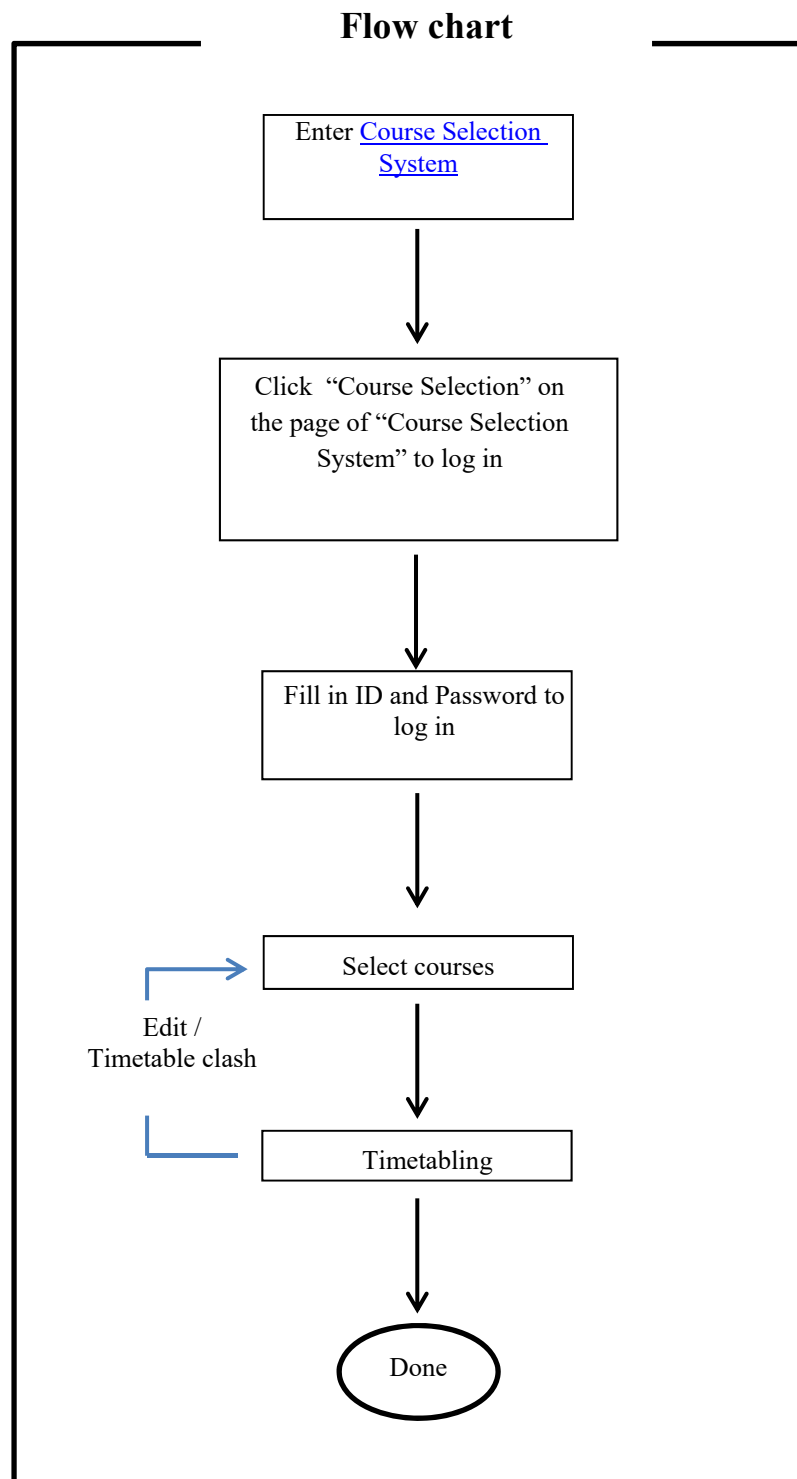 Flow chart
Enter Course Selection
System
Click “Course Selection” on
the page of “Course Selection
System” to log in
Fill in ID and Password to
log in
Select courses
Edit /
Timetable clash
Timetabling
Done